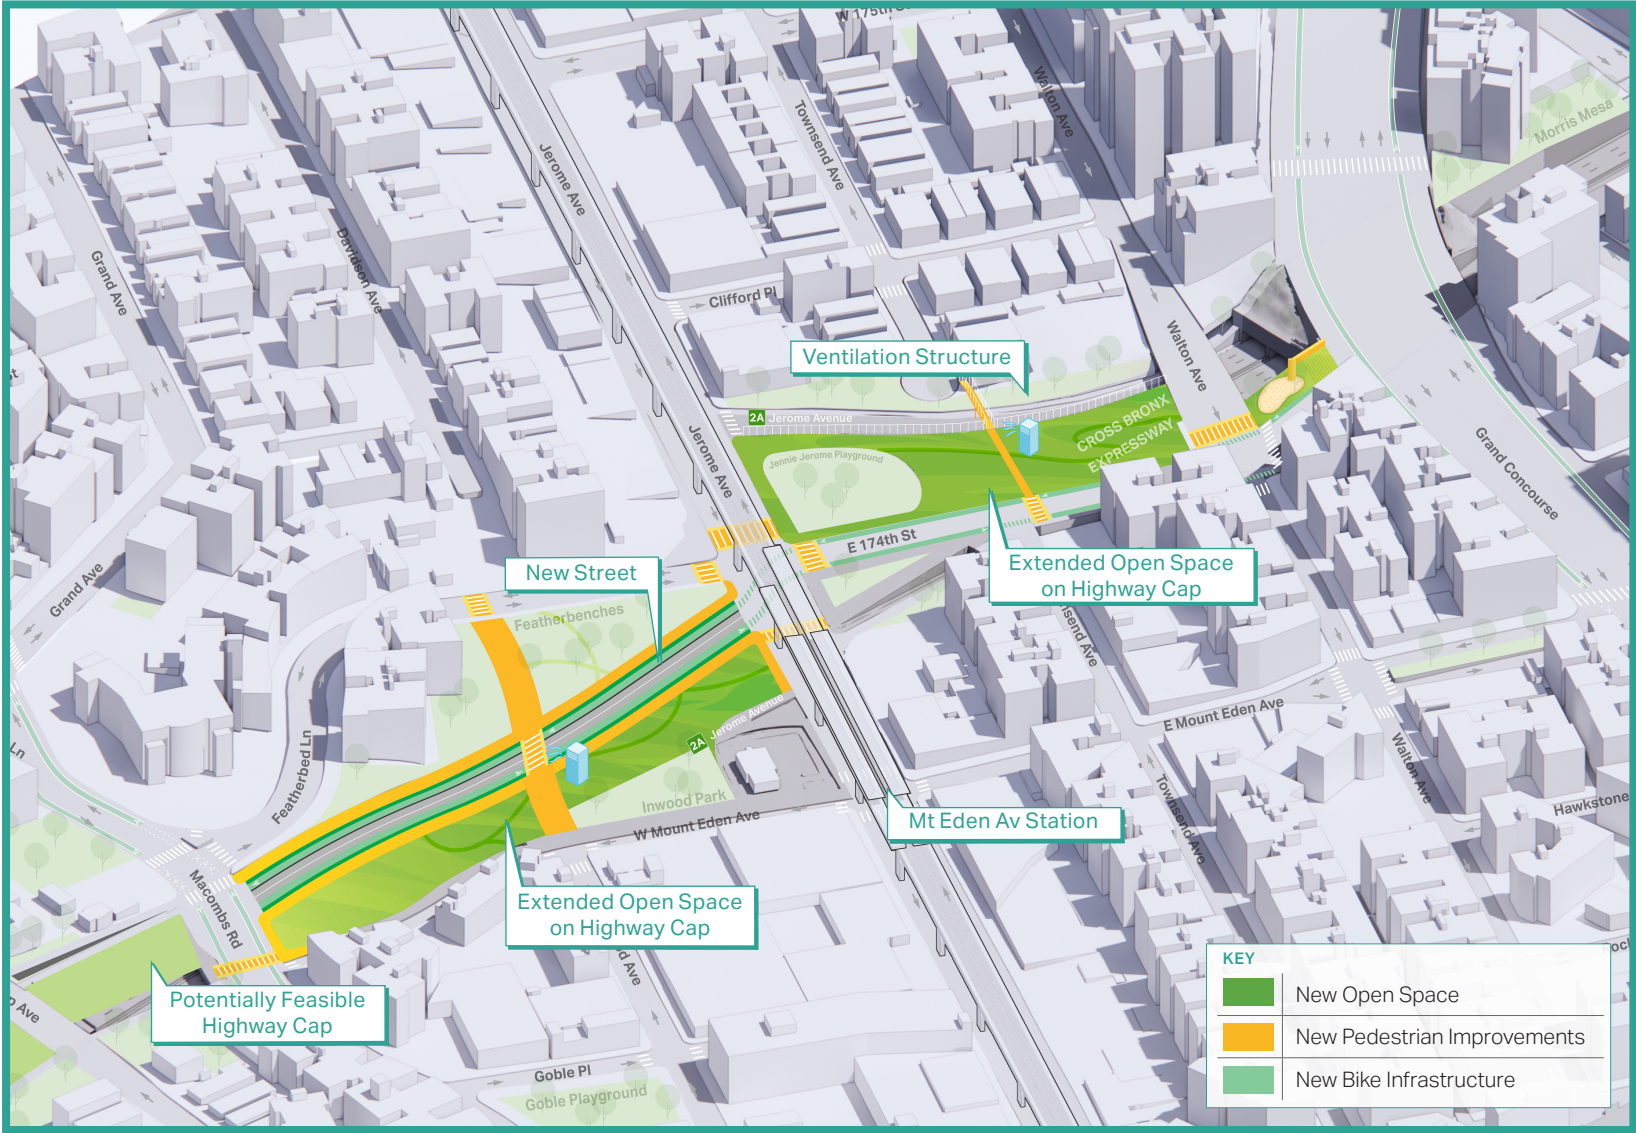 W 175th
Walton Ave
Townsend Ave
Morris Mesa
Jerome Ave
Grand Ave
Davidson Ave
Clifford Pl
Walton Ave
Ventilation Structure
2A Jerome Avenue
CROSS BRONX
EXPRESSWAY
Jerome Ave
Jennie Jerome Playground
Grand Concourse
E 174th St
Extended Open Space
on Highway Cap
New Street
Grand Ave
Featherbenches
E Mount Eden Ave
2A Jerome Avenue
Featherbed Ln
Ln
Inwood Park
W Mount Eden Ave
Mt Eden Av Station
Townsend Ave
Walton Ave
Hawkstone
Macombs Rd
Extended Open Space
on Highway Cap
Ave
Potentially Feasible
Highway Cap
Ave
Goble Pl
Goble Playground
KEY
New Open Space
New Pedestrian Improvements
New Bike Infrastructure